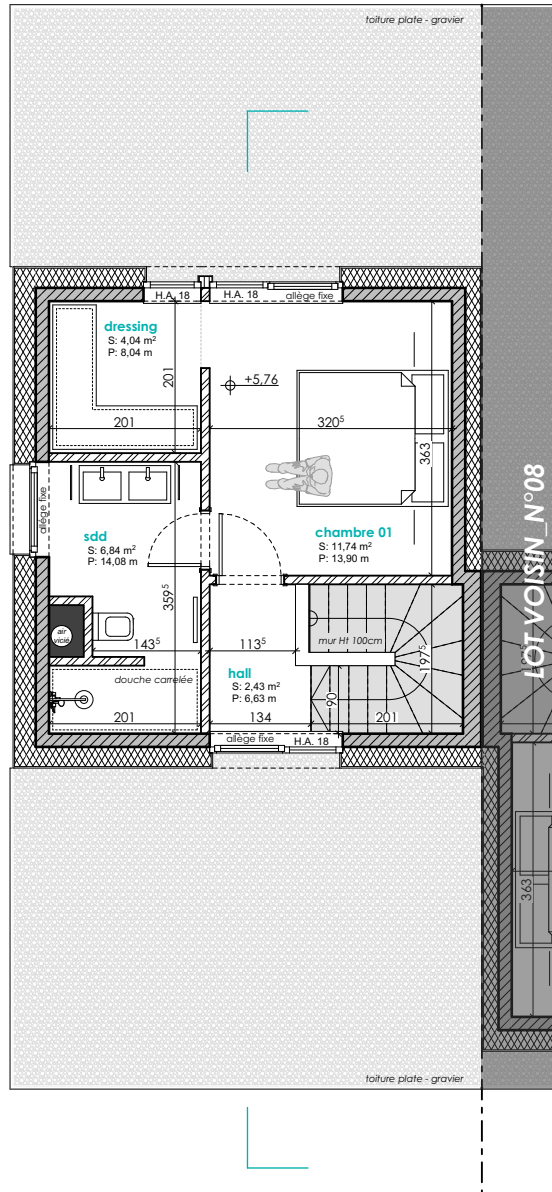 toiture plate - gravier
H.A. 18
H.A. 18
allège fixe
dressing
S: 4,04 m²
P: 8,04 m
201
+5,76
201
320⁵
363
allège fixe
sdd
S: 6,84 m²
P: 14,08 m
chambre 01
S: 11,74 m²
P: 13,90 m
LOT VOISIN_N°08
359⁵
air
vicié
143⁵
113⁵
mur Ht 100cm
197⁵
douche carrelée
hall
S: 2,43 m²
P: 6,63 m
90
201
134
201
allège fixe
H.A. 18
363
toiture plate - gravier